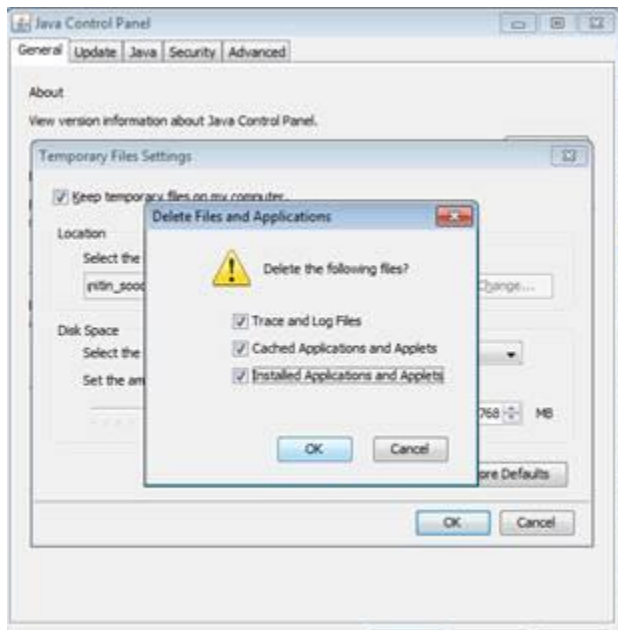 Java Control Panel
General Update Java Security Advanced
About
View version information about Java Control Panel.
Temporary Files Settings
Keep temporary files on my computer.
Delete Files and Applications
Location
Select the
Delete the following files?
Change...
Trace and Log Files
Disk Space
Cached Applications and Applets
Select the
Installed Applications and Applets
Set the am
768 MB
OK Cancel
ore Defaults
OK Cancel